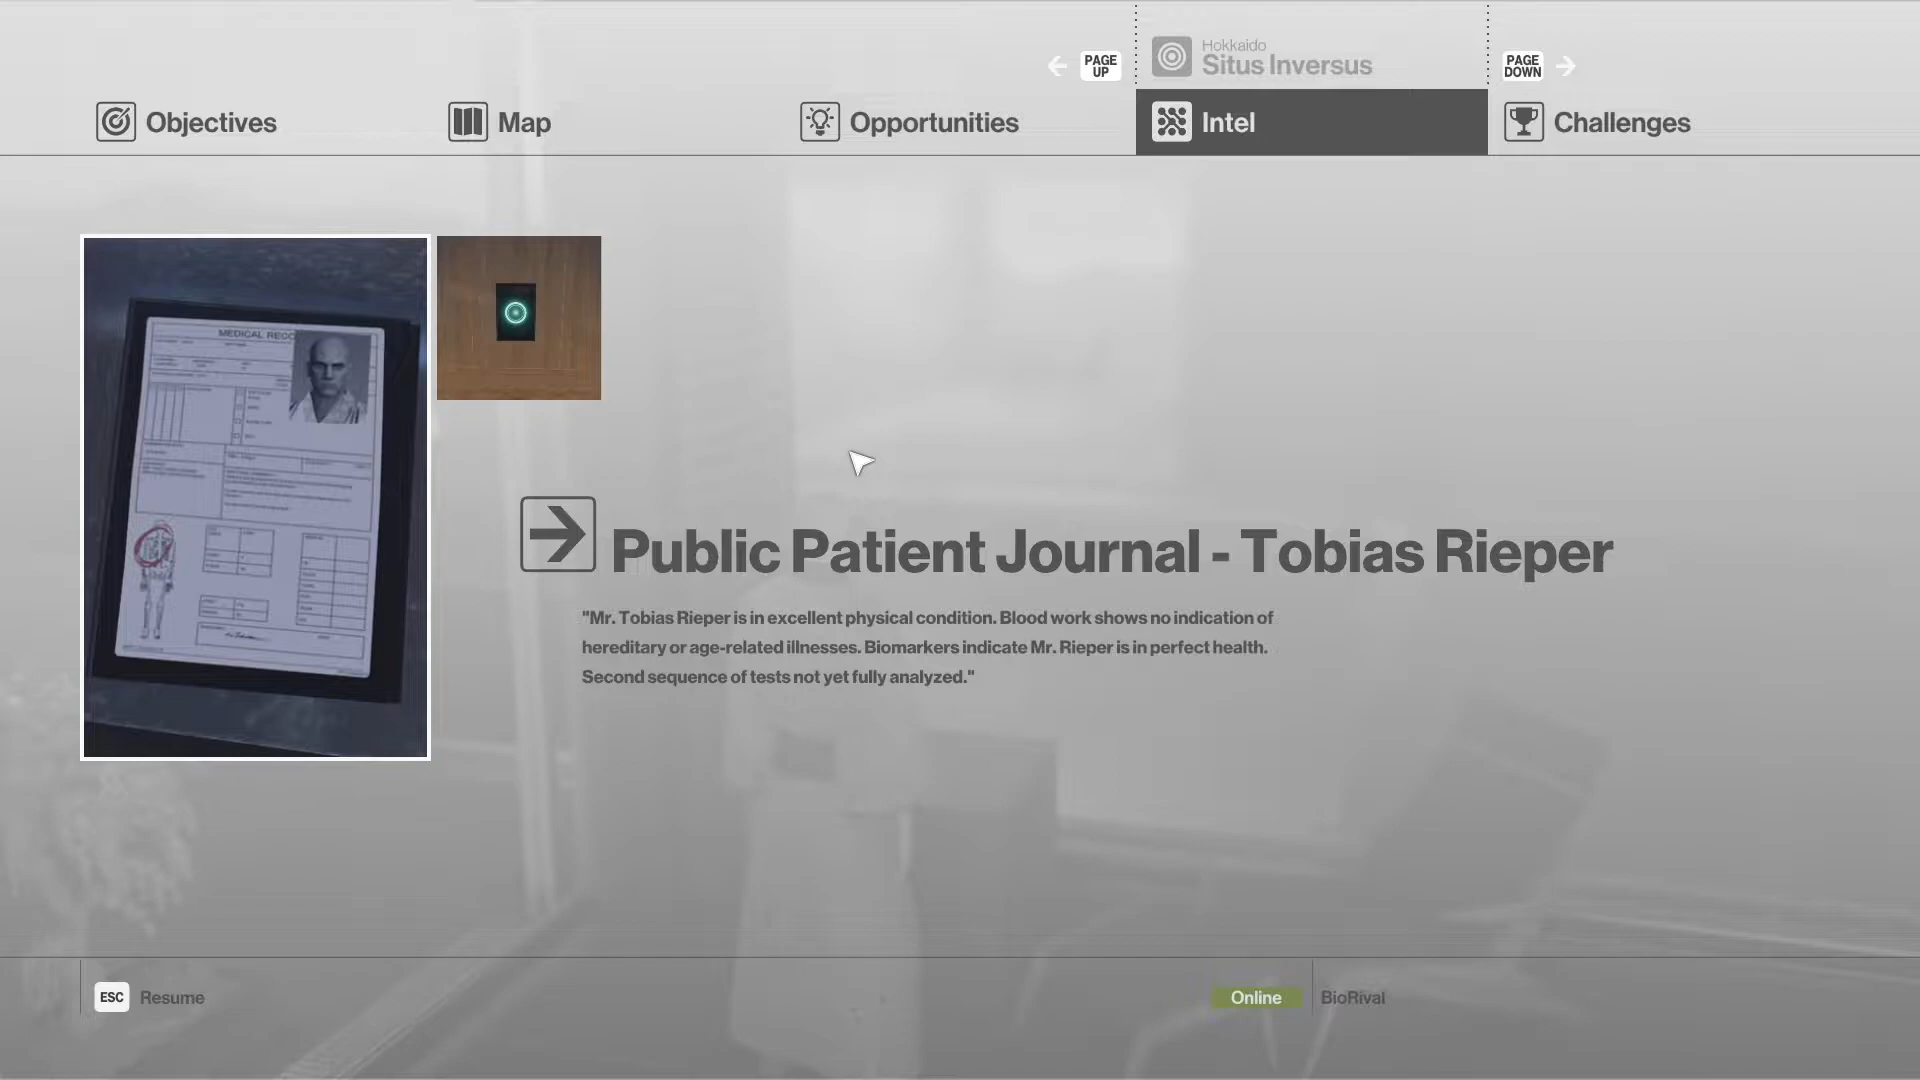 Hokkaido
PAGE UP
Situs Inversus
PAGE DOWN
Objectives
Map
Opportunities
Intel
Challenges
MEDICAL RECO
Public Patient Journal - Tobias Rieper
"Mr. Tobias Rieper is in excellent physical condition. Blood work shows no indication of
hereditary or age-related illnesses. Biomarkers indicate Mr. Rieper is in perfect health.
Second sequence of tests not yet fully analyzed."
ESC Resume
Online
BioRival